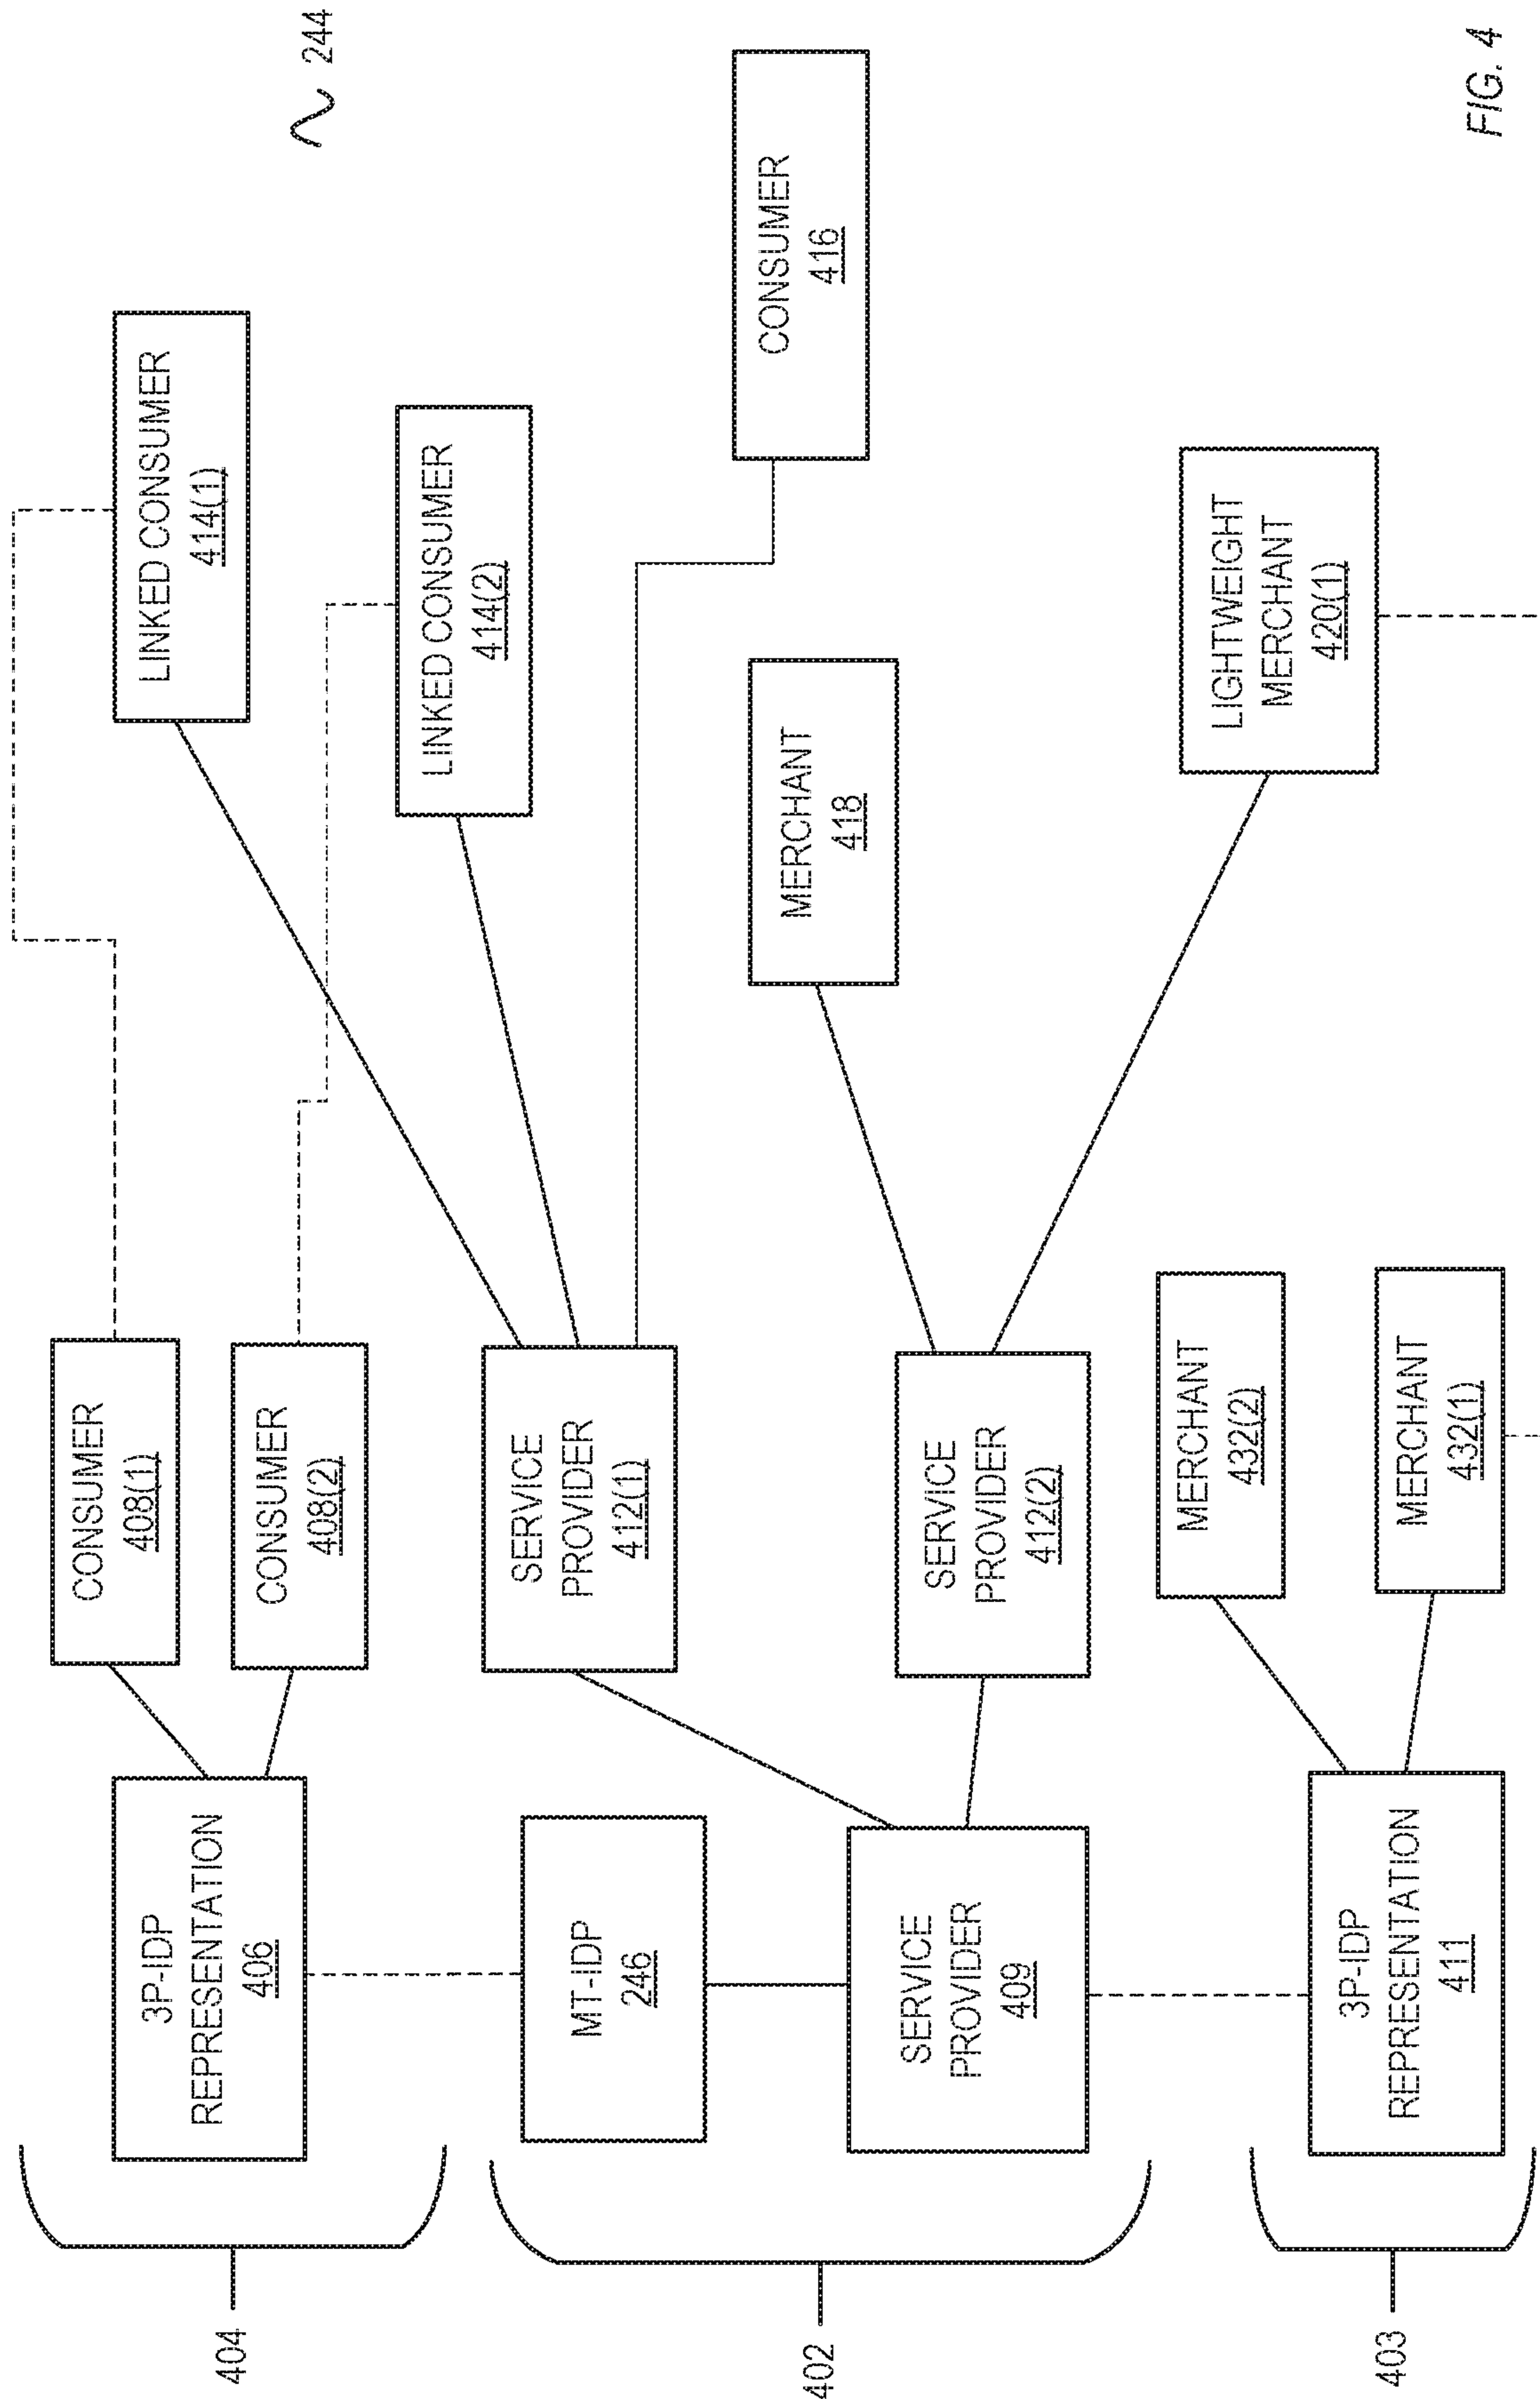 244
404
3P-IDP
REPRESENTATION
406
CONSUMER
408(1)
CONSUMER
408(2)
LINKED CONSUMER
414(1)
LINKED CONSUMER
414(2)
402
MT-IDP
246
SERVICE
PROVIDER
409
SERVICE
PROVIDER
412(1)
SERVICE
PROVIDER
412(2)
CONSUMER
416
MERCHANT
418
LIGHTWEIGHT
MERCHANT
420(1)
403
3P-IDP
REPRESENTATION
411
MERCHANT
432(2)
MERCHANT
432(1)
FIG. 4